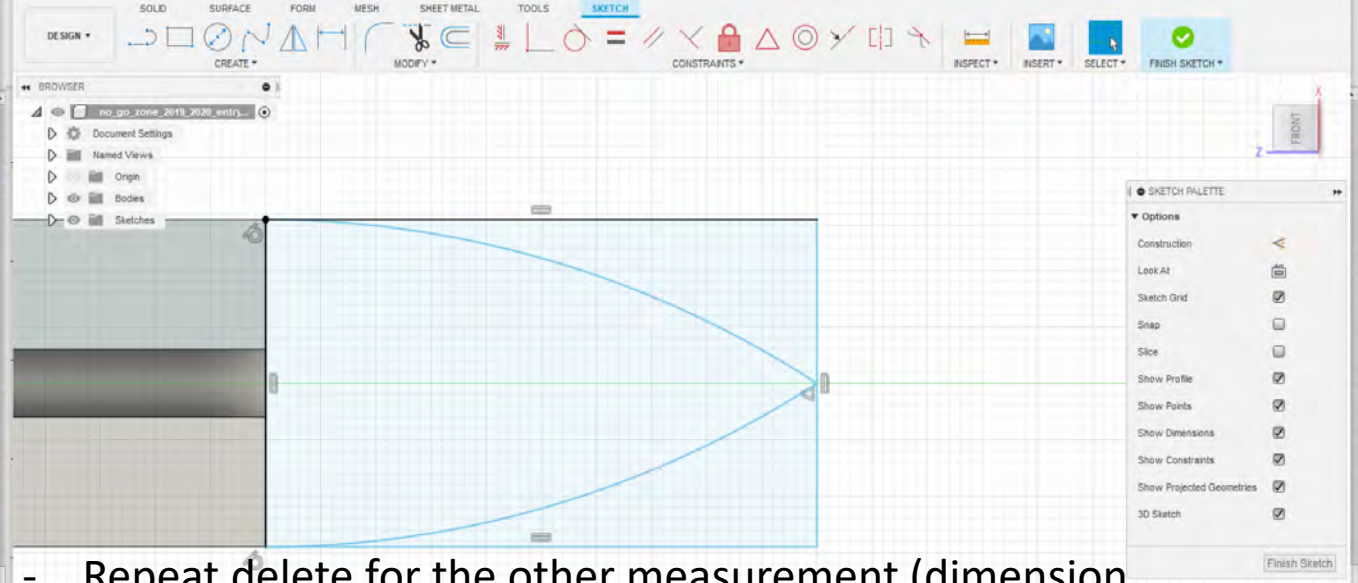 SOLID SURFACE FORM MESH SHEET METAL TOOLS SKETCH
DESIGN
CREATE MODIFY CONSTRAINTS INSPECT INSERT SELECT FINISH SKETCH
BROWSER
no_go_zone_2019_2020_entry...
Document Settings
Named Views
Origin
Bodies
Sketches
X
FRONT
Z
SKETCH PALETTE
Options
Construction
Look At
Sketch Grid
Snap
Slice
Show Profile
Show Points
Show Dimensions
Show Constraints
Show Projected Geometries
3D Sketch
Finish Sketch
- Repeat delete for the other measurement (dimension